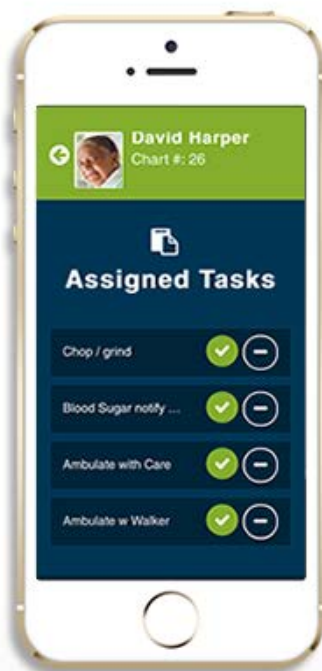 David Harper
Chart #: 26
Assigned Tasks
Chop / grind
Blood Sugar notify ...
Ambulate with Care
Ambulate w Walker